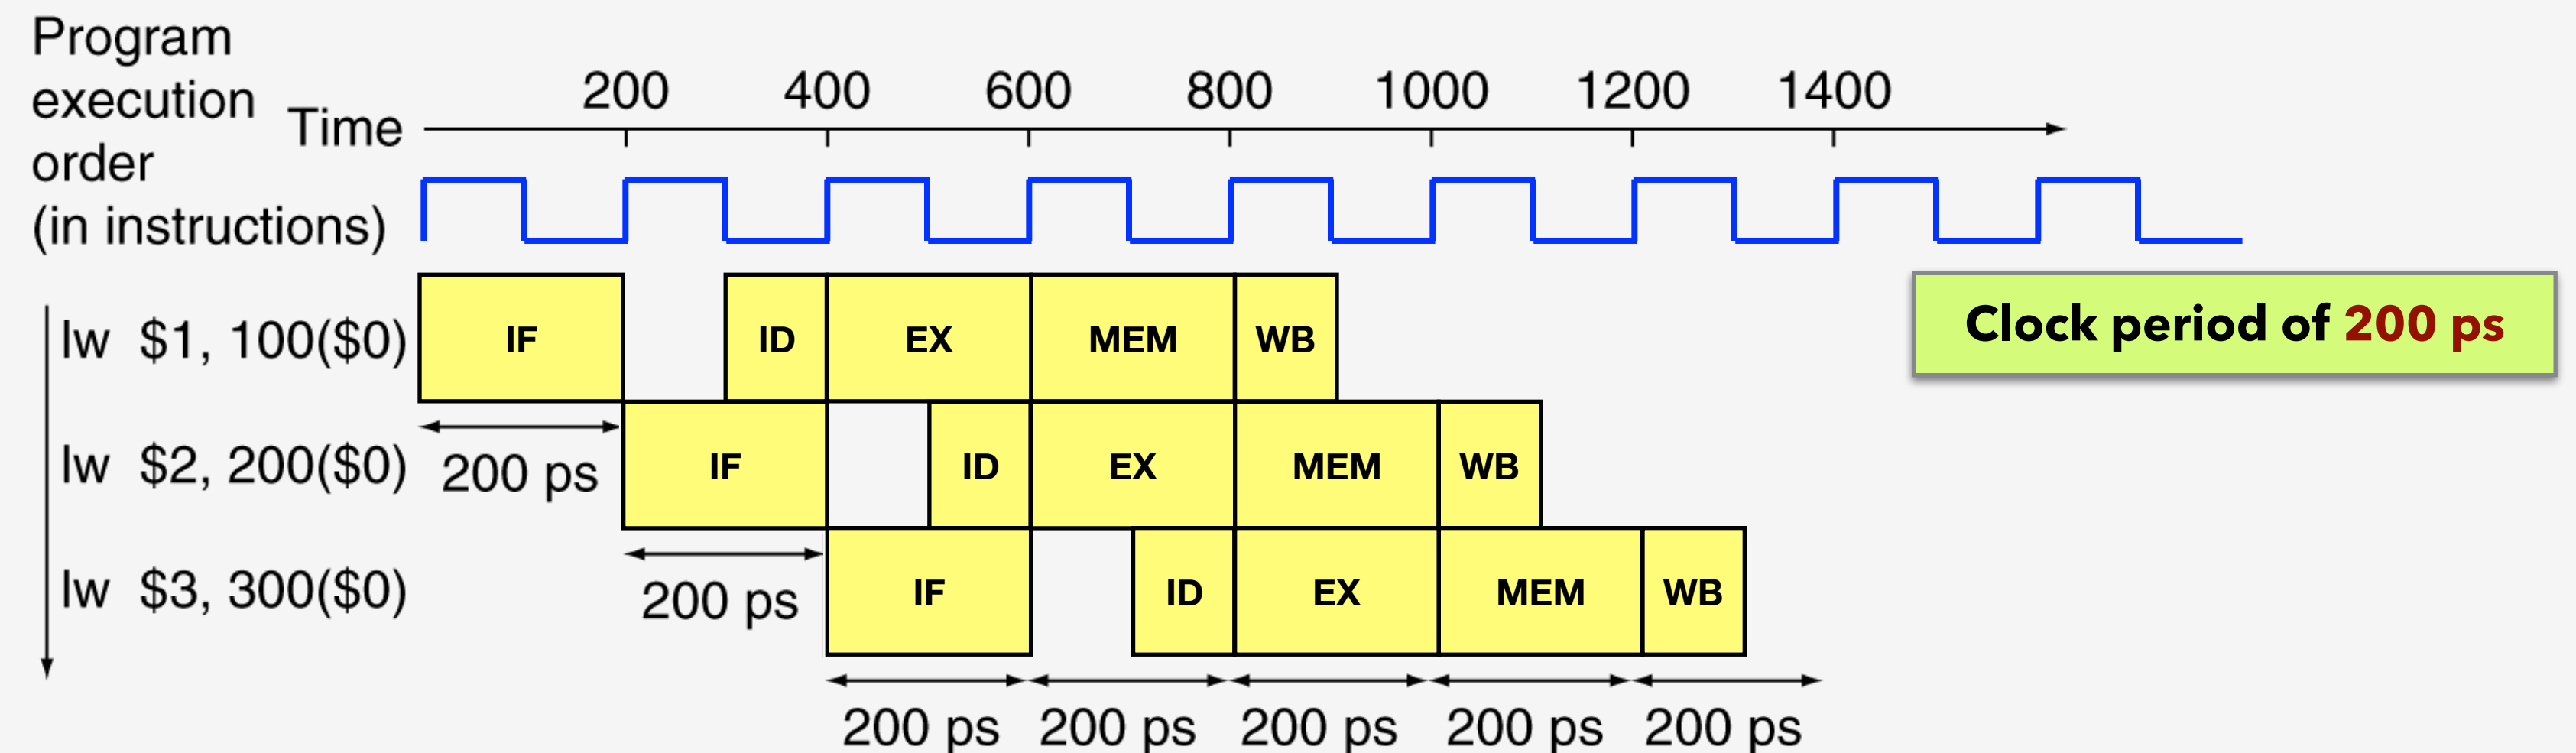 Program
execution
order
(in instructions)
Time
200 400 600 800 1000 1200 1400
lw $1, 100($0) IF ID EX MEM WB
Clock period of 200 ps
200 ps
lw $2, 200($0) IF ID EX MEM WB
200 ps
lw $3, 300($0) IF ID EX MEM WB
200 ps 200 ps 200 ps 200 ps 200 ps